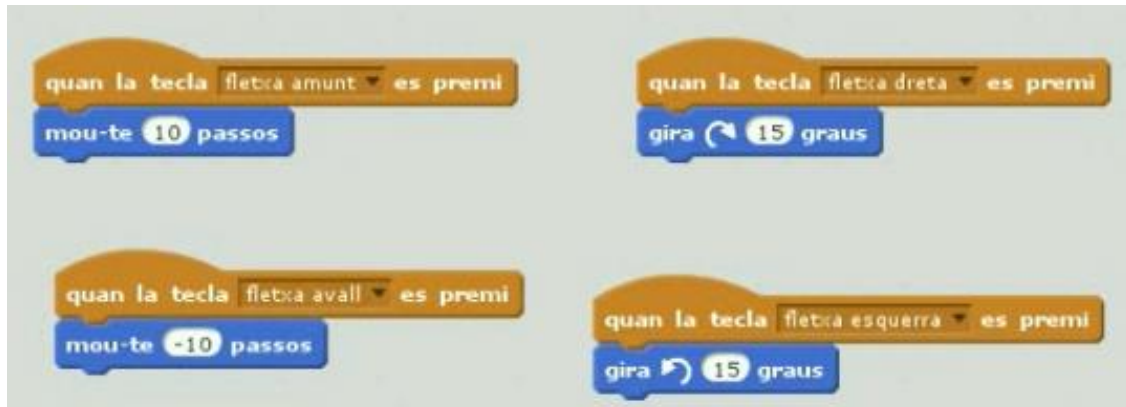 quan la tecla fletxa amunt es premi
mou-te 10 passos
quan la tecla fletxa dreta es premi
gira 15 graus
quan la tecla fletxa avall es premi
mou-te -10 passos
quan la tecla fletxa esquerra es premi
gira 15 graus